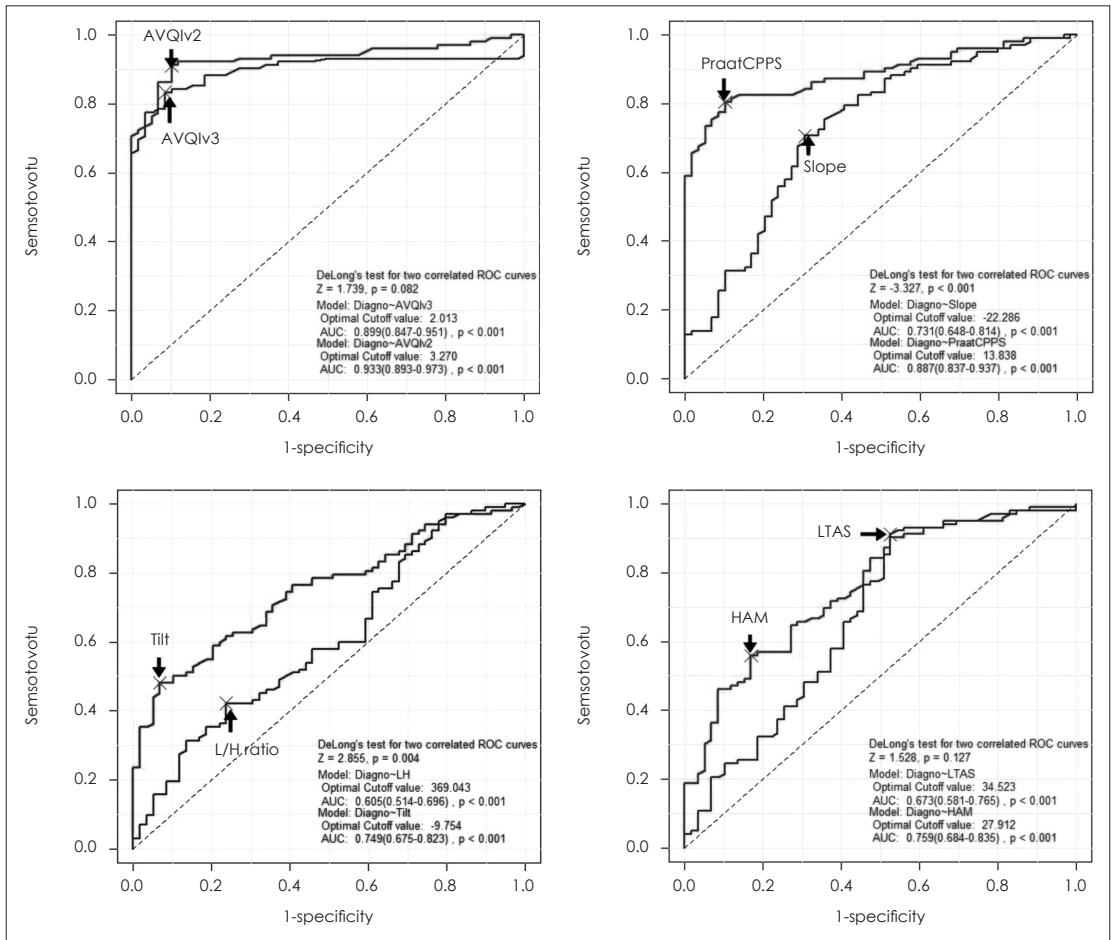 1.0
0.8
0.6
0.4
0.2
0.0
Semsotovotu
AVQIv2
AVQIv3
DeLong's test for two correlated ROC curves
Z = 1.739, p = 0.082
Model: Diagno~AVQIv3
Optimal Cutoff value: 2.013
AUC: 0.899(0.847-0.951) , p < 0.001
Model: Diagno~AVQIv2
Optimal Cutoff value: 3.270
AUC: 0.933(0.893-0.973) , p < 0.001
0.0 0.2 0.4 0.6 0.8 1.0
1-specificity
1.0
0.8
0.6
0.4
0.2
0.0
Semsotovotu
PraatCPPS
Slope
DeLong's test for two correlated ROC curves
Z = -3.327, p < 0.001
Model: Diagno~Slope
Optimal Cutoff value: -22.286
AUC: 0.731(0.648-0.814) , p < 0.001
Model: Diagno~PraatCPPS
Optimal Cutoff value: 13.838
AUC: 0.887(0.837-0.937) , p < 0.001
0.0 0.2 0.4 0.6 0.8 1.0
1-specificity
1.0
0.8
0.6
0.4
0.2
0.0
Semsotovotu
Tilt
L/H ratio
DeLong's test for two correlated ROC curves
Z = 2.855, p = 0.004
Model: Diagno~LH
Optimal Cutoff value: 369.043
AUC: 0.605(0.514-0.696) , p < 0.001
Model: Diagno~Tilt
Optimal Cutoff value: -9.754
AUC: 0.749(0.675-0.823) , p < 0.001
0.0 0.2 0.4 0.6 0.8 1.0
1-specificity
1.0
0.8
0.6
0.4
0.2
0.0
Semsotovotu
LTAS
HAM
DeLong's test for two correlated ROC curves
Z = 1.528, p = 0.127
Model: Diagno~LTAS
Optimal Cutoff value: 34.523
AUC: 0.673(0.581-0.765) , p < 0.001
Model: Diagno~HAM
Optimal Cutoff value: 27.912
AUC: 0.759(0.684-0.835) , p < 0.001
0.0 0.2 0.4 0.6 0.8 1.0
1-specificity